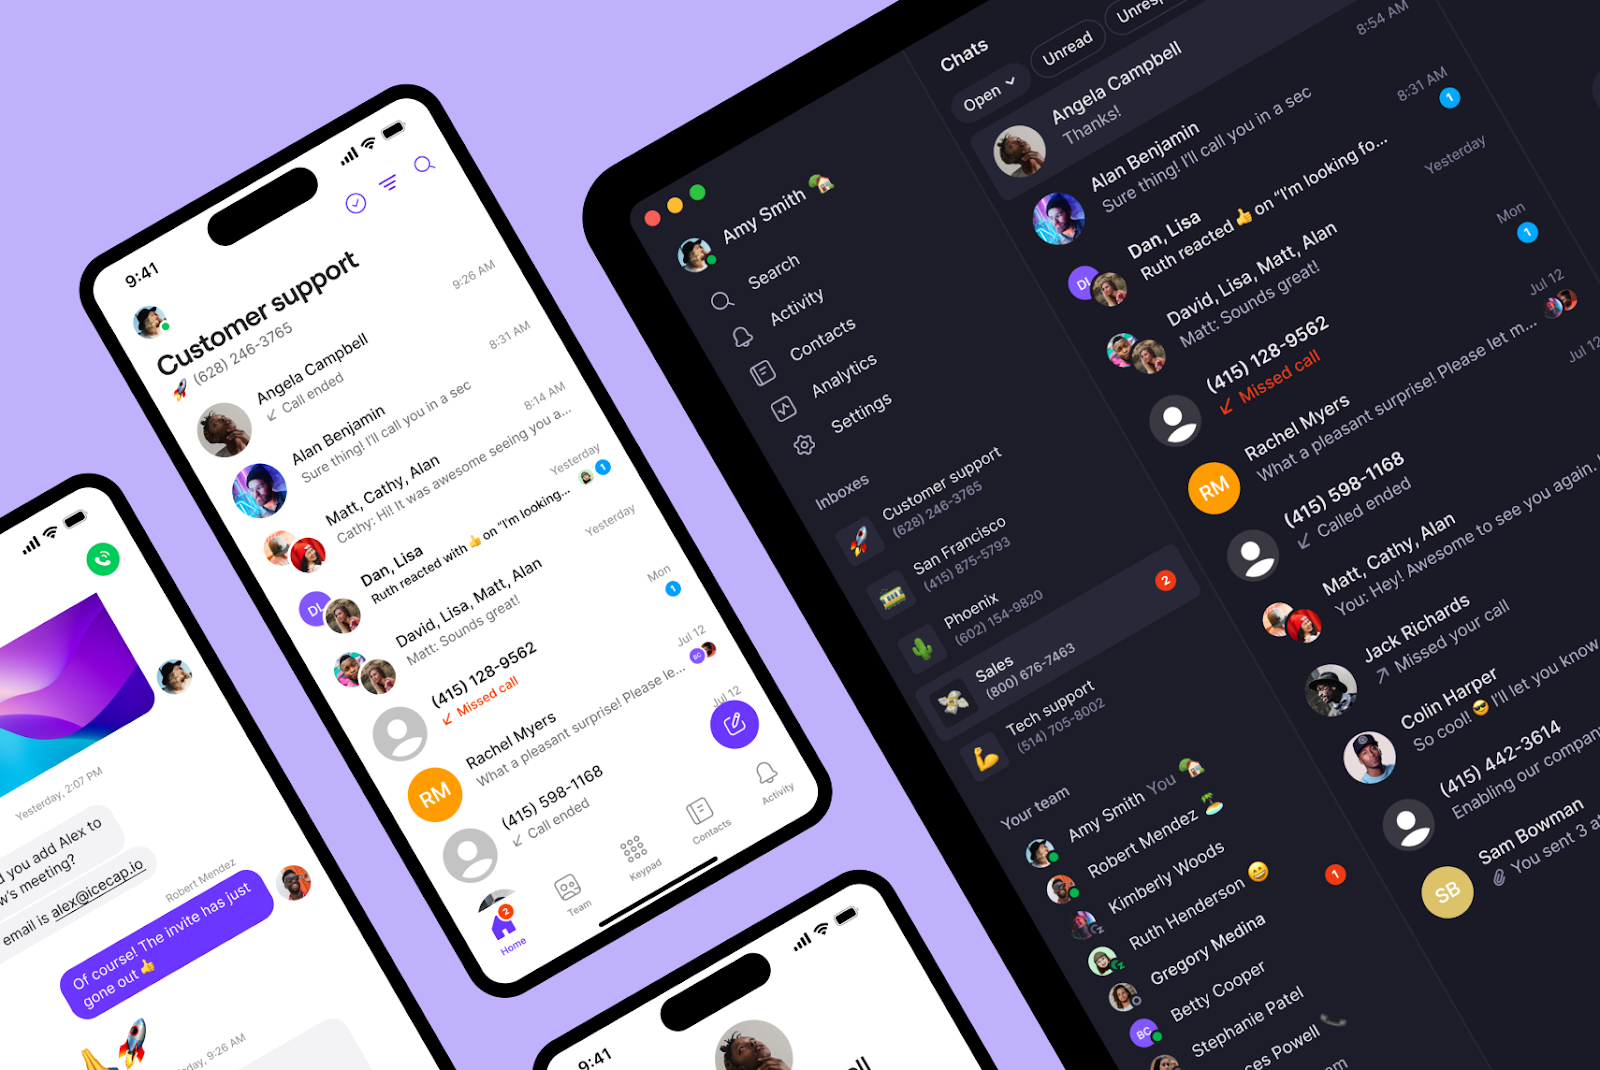 Yesterday, 2:07 PM
you add Alex to
w's meeting?
email is alex@icecap.io
Robert Mendez
Of course! The invite has just
gone out 👍
9:26 AM
9:41
Customer support
🚀 (628) 246-3765
Angela Campbell
9:26 AM
↙ Call ended
Alan Benjamin
8:31 AM
Sure thing! I'll call you in a sec
Matt, Cathy, Alan
8:14 AM
Cathy: Hi! It was awesome seeing you a...
Dan, Lisa
Yesterday
DL
Ruth reacted with 👍 on "I'm looking...
1
David, Lisa, Matt, Alan
Yesterday
Matt: Sounds great!
(415) 128-9562
Mon
↙ Missed call
1
Rachel Myers
Jul 12
RM
What a pleasant surprise! Please le...
BC
(415) 598-1168
Jul 12
↙ Call ended
2
Home
Team
Keypad
Contacts
Activity
9:41
Amy Smith 🏡
Search
Activity
Contacts
Analytics
Settings
Inboxes
Customer support
(628) 246-3765
San Francisco
(415) 875-5793
Phoenix
(602) 154-9820
Sales
(800) 676-7463
2
Tech support
(514) 705-8002
Your team
Amy Smith You 🏡
Robert Mendez 🏝️
Kimberly Woods
Ruth Henderson 😅
1
Gregory Medina
BC
Betty Cooper
Stephanie Patel
Powell 📞
Chats
Open
Unread
Angela Campbell
8:54 AM
Thanks!
Alan Benjamin
8:31 AM
Sure thing! I'll call you in a sec
1
Dan, Lisa
Yesterday
DL
Ruth reacted 👍 on "I'm looking fo...
David, Lisa, Matt, Alan
Mon
Matt: Sounds great!
1
(415) 128-9562
Jul 12
↙ Missed call
Rachel Myers
Jul 12
RM
What a pleasant surprise! Please let m...
(415) 598-1168
↙ Called ended
Matt, Cathy, Alan
You: Hey! Awesome to see you again.
Jack Richards
↗ Missed your call
Colin Harper
So cool! 😎 I'll let you know
(415) 442-3614
Enabling our company
Sam Bowman
SB
You sent 3